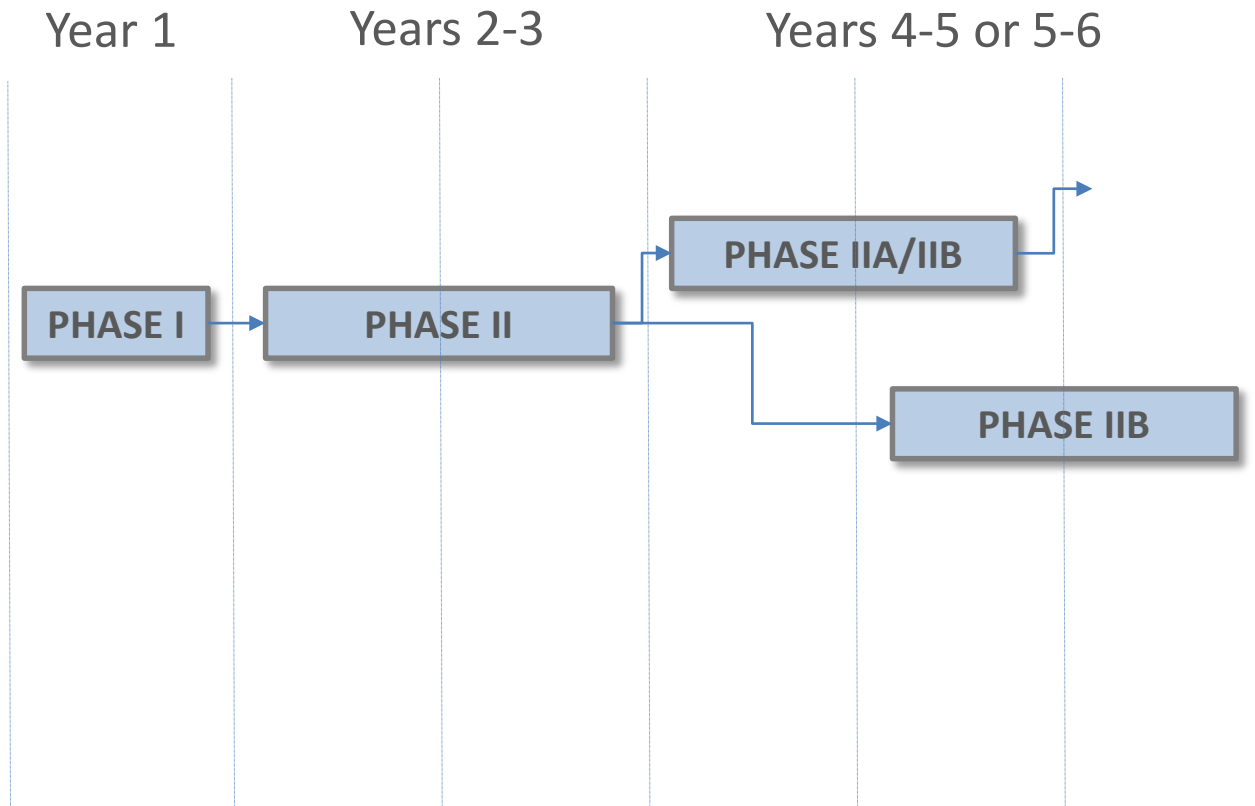 Year 1
Years 2-3
Years 4-5 or 5-6
PHASE IIA/IIB
PHASE I
PHASE II
PHASE IIB